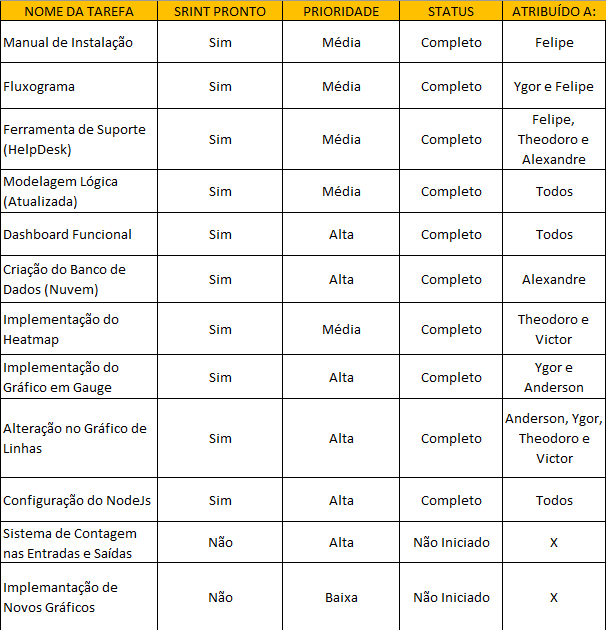 NOME DA TAREFA SRINT PRONTO PRIORIDADE STATUS ATRIBUÍDO A:
Manual de Instalação Sim Média Completo Felipe
Fluxograma Sim Média Completo Ygor e Felipe
Ferramenta de Suporte
(HelpDesk) Sim Média Completo Felipe,
Theodoro e
Alexandre
Modelagem Lógica
(Atualizada) Sim Média Completo Todos
Dashboard Funcional Sim Alta Completo Todos
Criação do Banco de
Dados (Nuvem) Sim Alta Completo Alexandre
Implementação do
Heatmap Sim Média Completo Theodoro e
Victor
Implementação do
Gráfico em Gauge Sim Alta Completo Ygor e
Anderson
Alteração no Gráfico de
Linhas Sim Alta Completo Anderson, Ygor,
Theodoro e
Victor
Configuração do NodeJs Sim Alta Completo Todos
Sistema de Contagem
nas Entradas e Saídas Não Alta Não Iniciado X
Implemantação de
Novos Gráficos Não Baixa Não Iniciado X